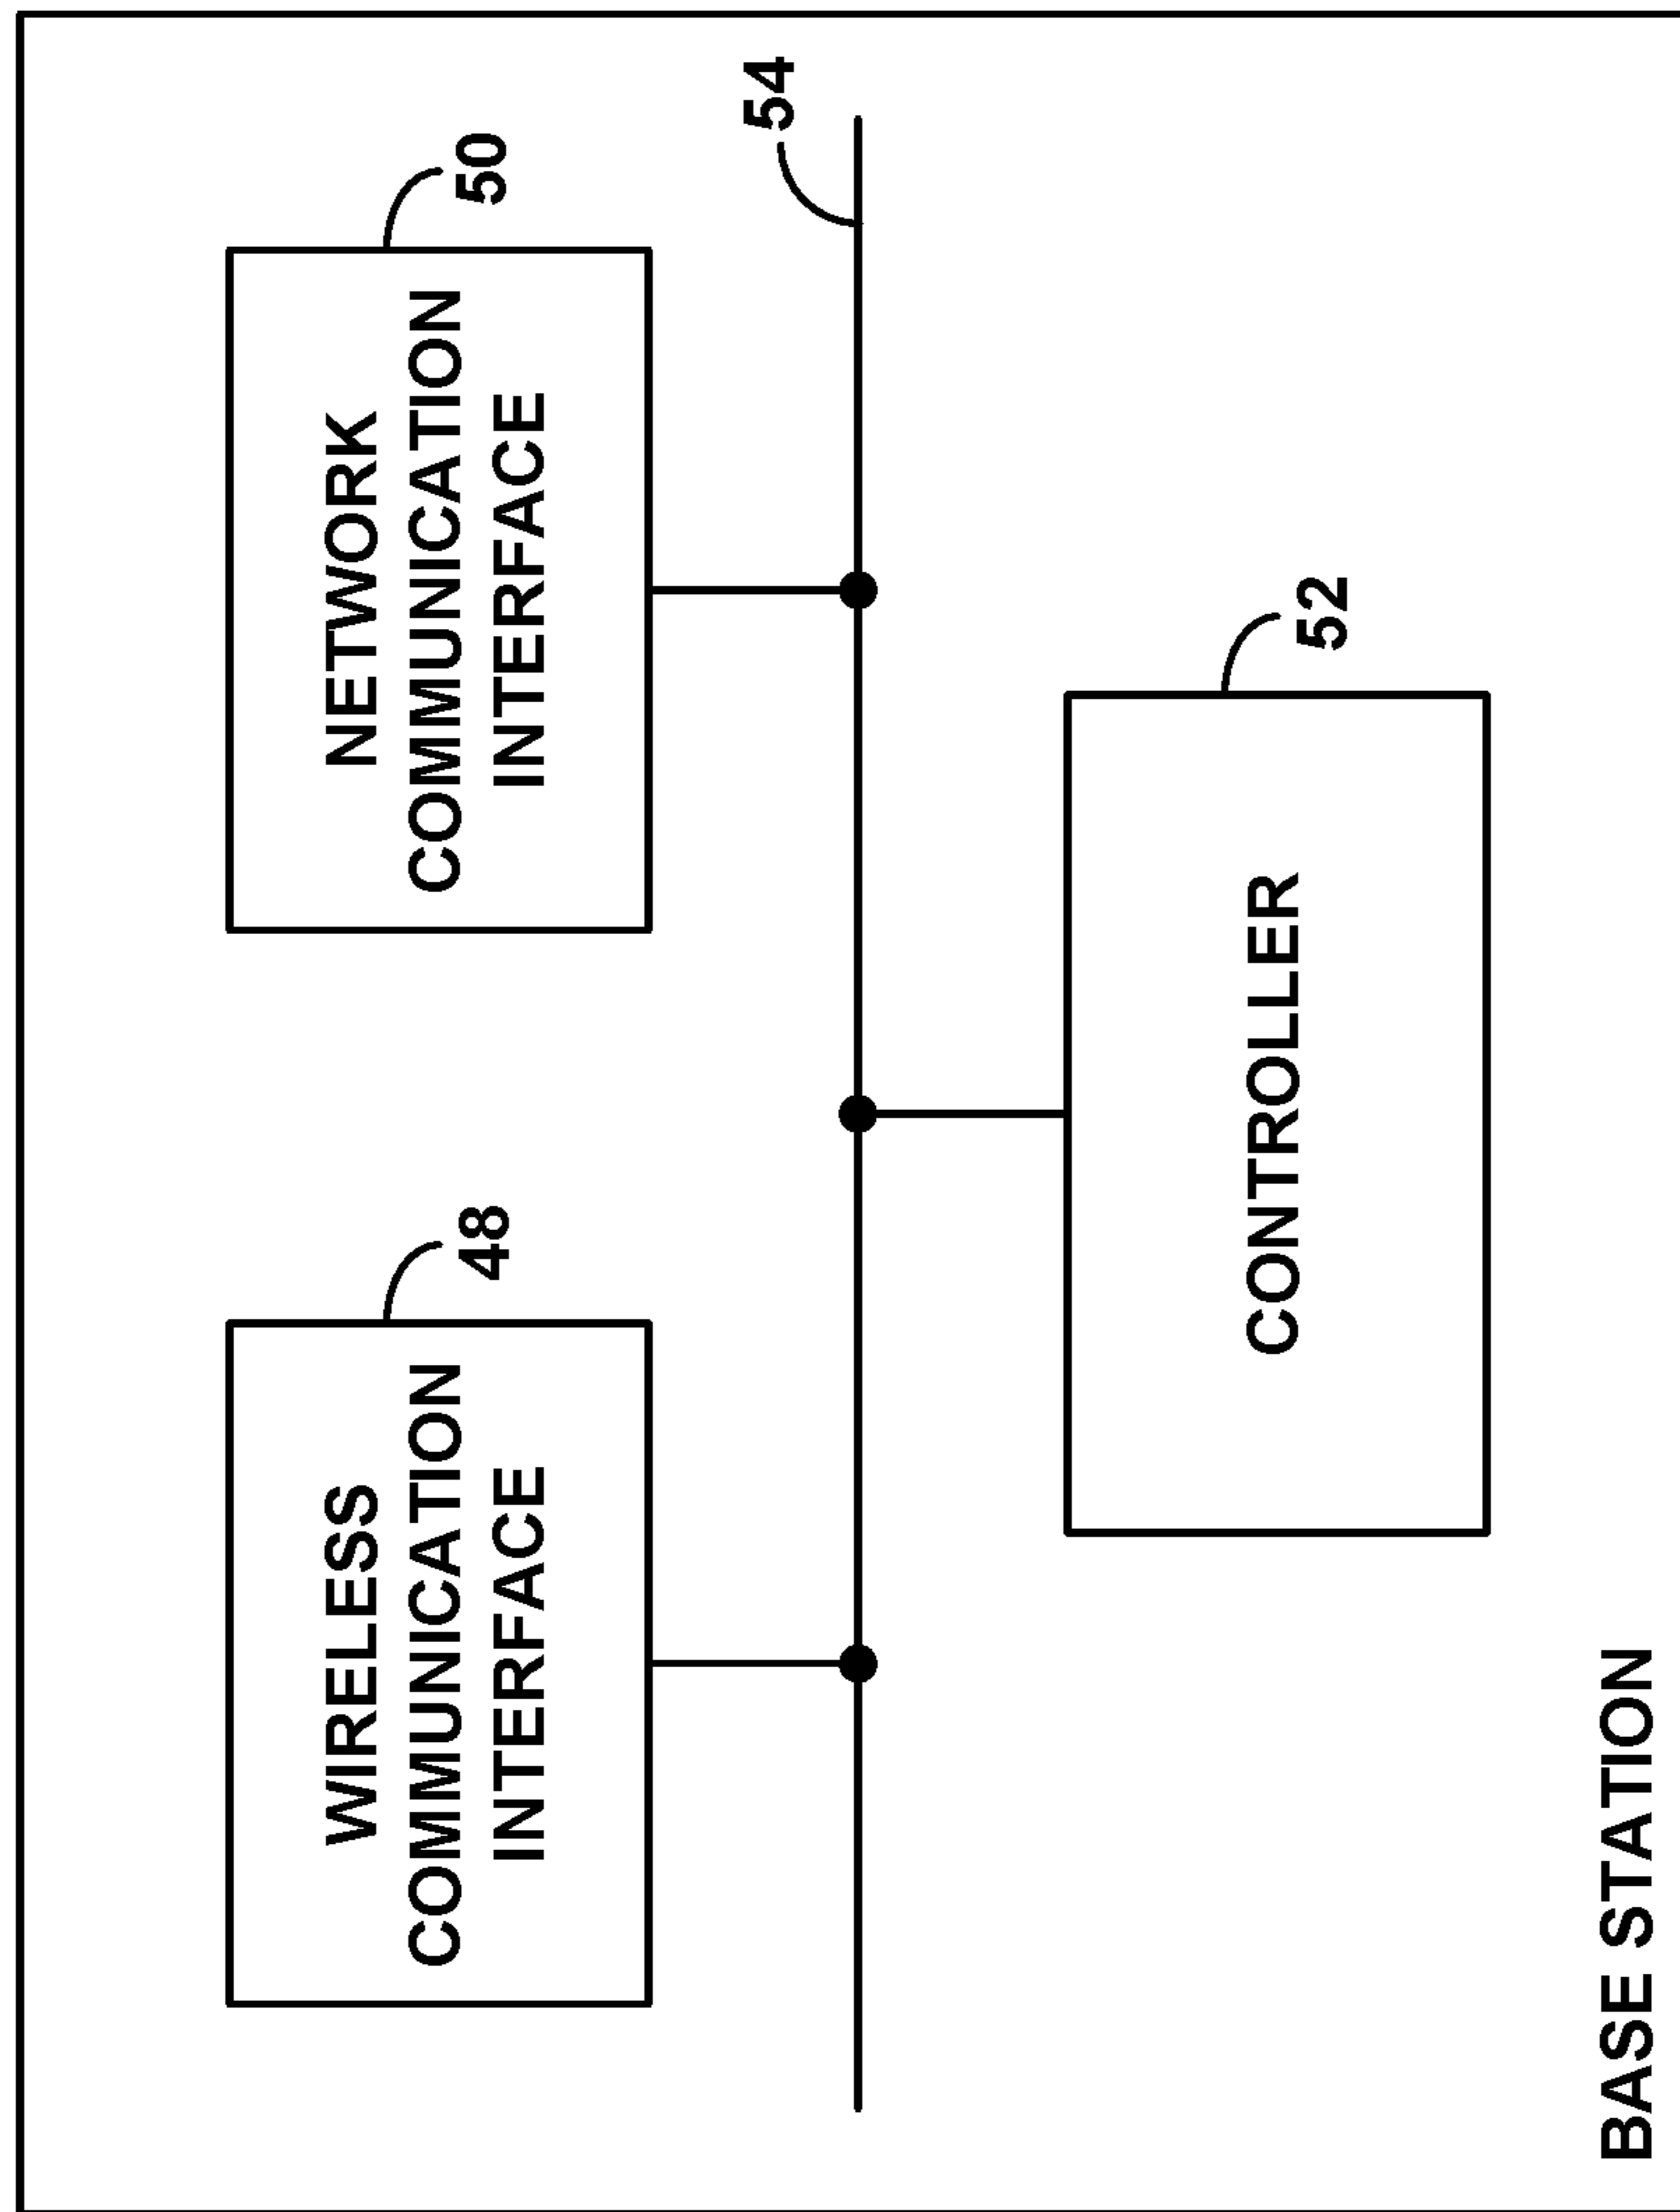 48
WIRELESS
COMMUNICATION
INTERFACE
50
NETWORK
COMMUNICATION
INTERFACE
54
52
CONTROLLER
BASE STATION